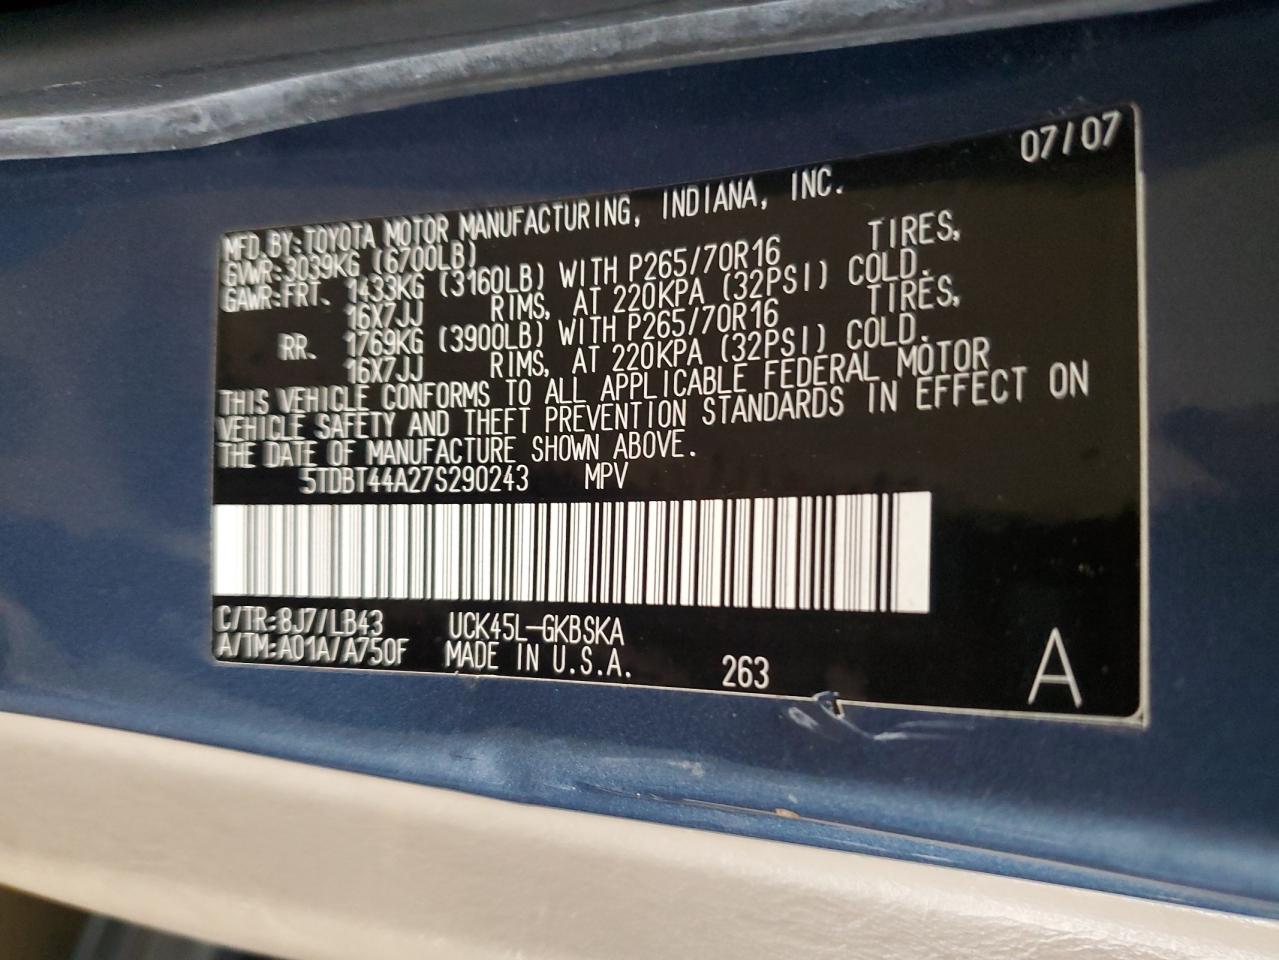 07/07
MFD.BY:TOYOTA MOTOR MANUFACTURING, INDIANA, INC.
GVWR:3039KG (6700LB)
GAWR:FRT. 1433KG (3160LB) WITH P265/70R16 TIRES,
16X7JJ RIMS, AT 220KPA (32PSI) COLD.
RR. 1769KG (3900LB) WITH P265/70R16 TIRES,
16X7JJ RIMS, AT 220KPA (32PSI) COLD.
THIS VEHICLE CONFORMS TO ALL APPLICABLE FEDERAL MOTOR
VEHICLE SAFETY AND THEFT PREVENTION STANDARDS IN EFFECT ON
THE DATE OF MANUFACTURE SHOWN ABOVE.
5TDBT44A27S290243 MPV
C/TR:8J7/LB43 UCK45L-GKBSKA
A/TM:A01A/A750F MADE IN U.S.A. 263 A